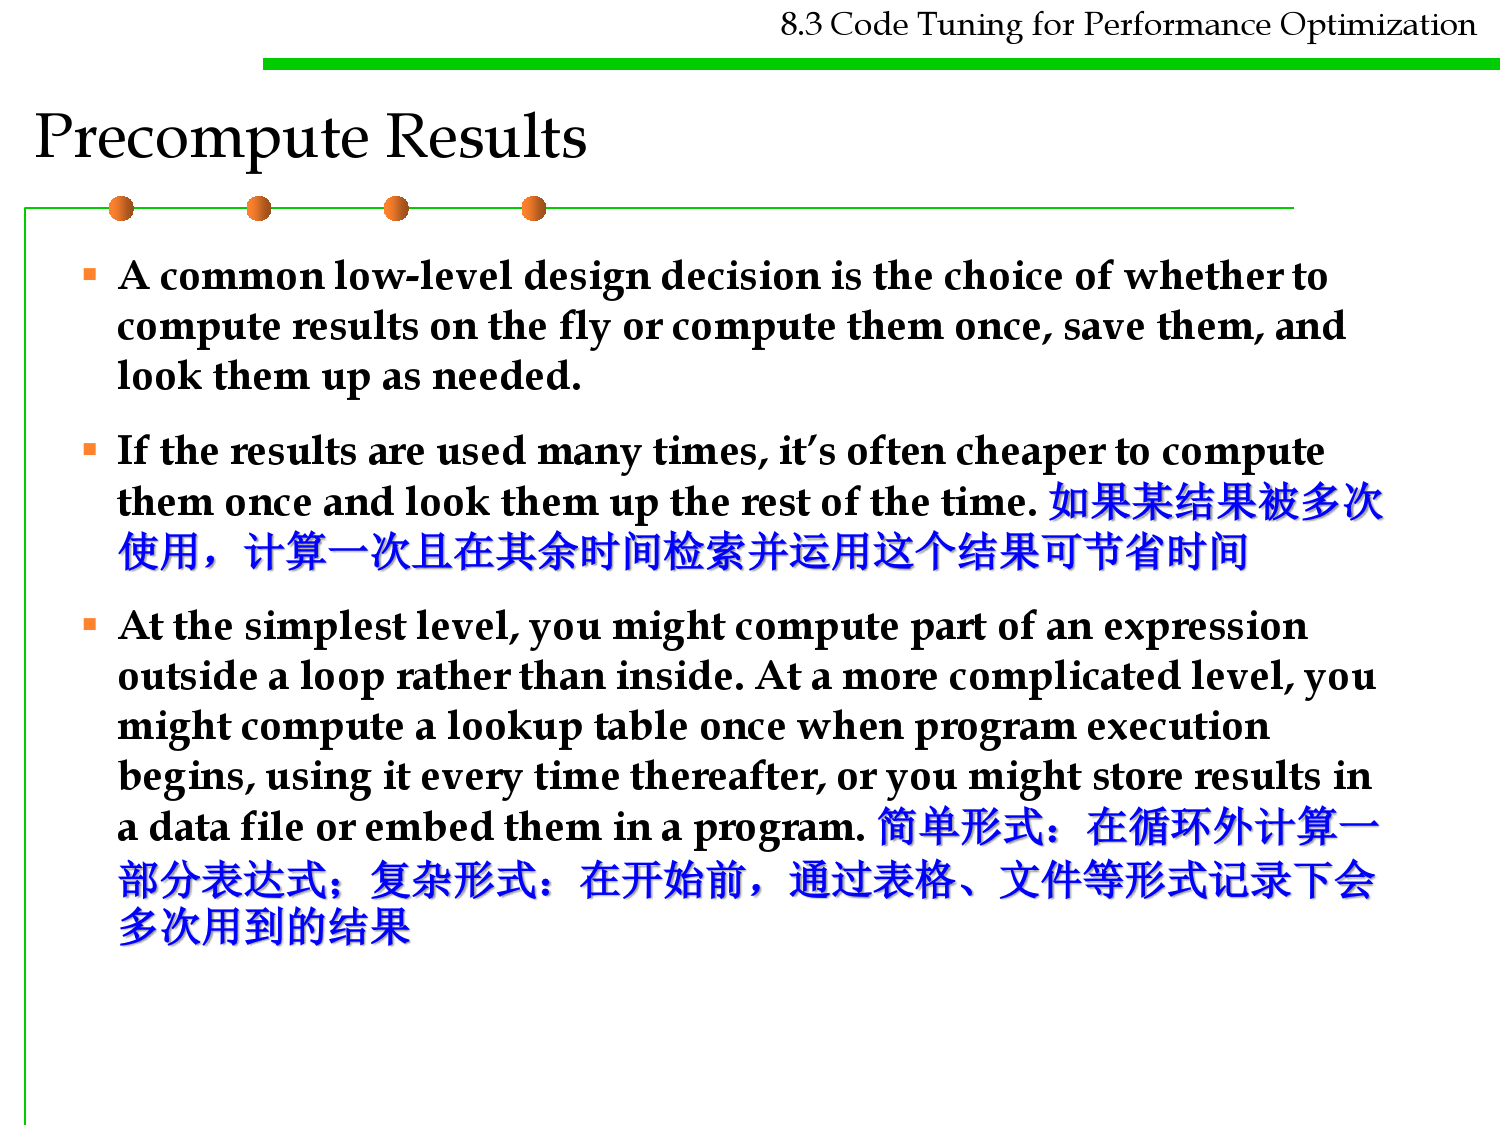 8.3 Code Tuning for Performance Optimization
Precompute Results
A common low-level design decision is the choice of whether to
compute results on the fly or compute them once, save them, and
look them up as needed.
If the results are used many times, it’s often cheaper to compute
them once and look them up the rest of the time. 如果某结果被多次
使用，计算一次且在其余时间检索并运用这个结果可节省时间
At the simplest level, you might compute part of an expression
outside a loop rather than inside. At a more complicated level, you
might compute a lookup table once when program execution
begins, using it every time thereafter, or you might store results in
a data file or embed them in a program. 简单形式：在循环外计算一
部分表达式；复杂形式：在开始前，通过表格、文件等形式记录下会
多次用到的结果